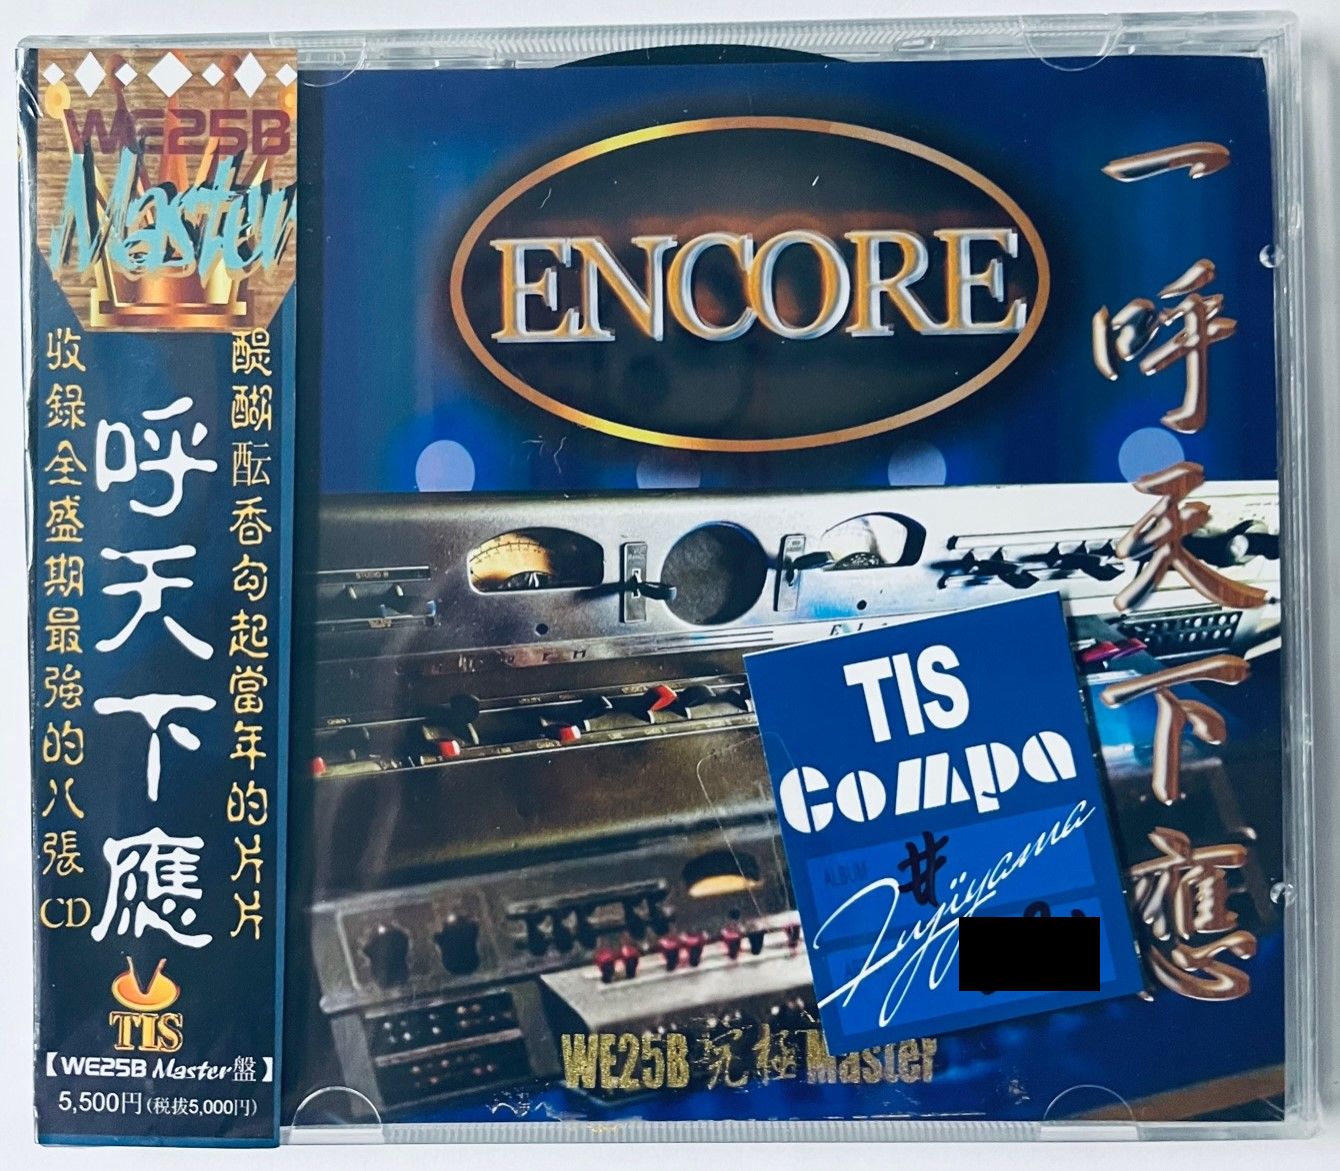 WE25B
Master
醍醐酝香勾起當年的片片
呼天下應
收錄全盛期最強的八張CD
TIS
【WE25B Master盤】
5,500円(税抜5,000円)
ENCORE
一呼天下應
TIS
Compa
ALBUM
Fujiyama
WE25B 究極 Master